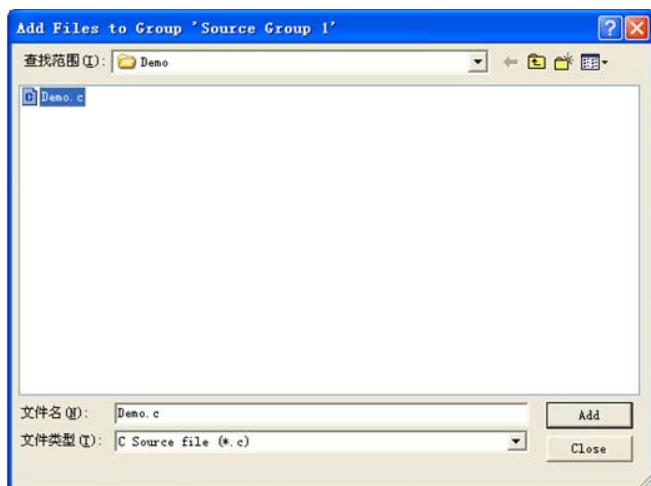 Add Files to Group 'Source Group 1'
查找范围(I): Demo
Demo.c
文件名(N): Demo.c
Add
文件类型(T): C Source file (*.c)
Close